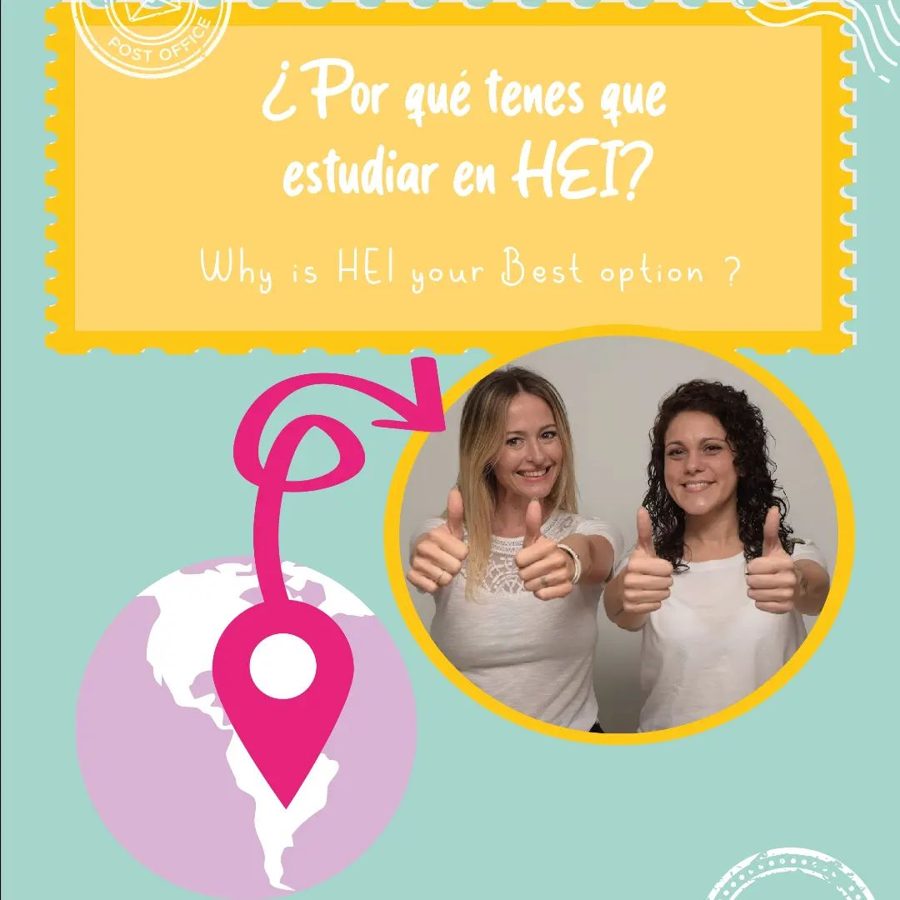 POST OFFICE
¿Por qué tenes que
estudiar en HEI?
Why is HEI your Best option ?